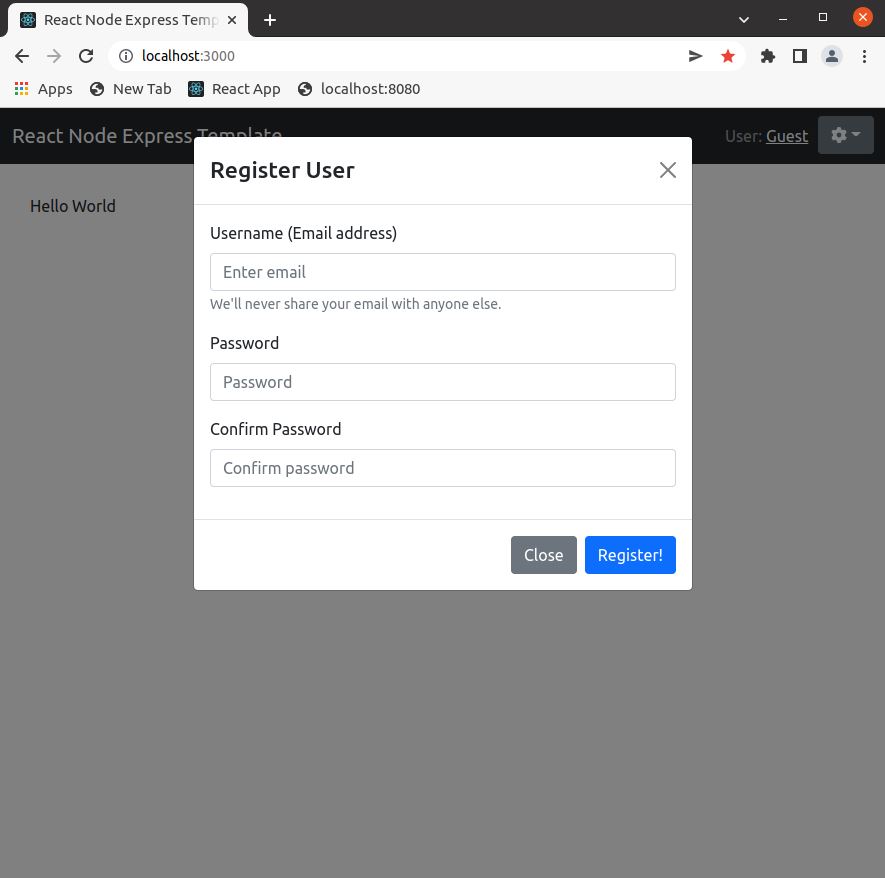 React Node Express Temp
localhost:3000
Apps
New Tab
React App
localhost:8080
React Node Express Template
User: Guest
Hello World
Register User
Username (Email address)
Enter email
We'll never share your email with anyone else.
Password
Password
Confirm Password
Confirm password
Close
Register!